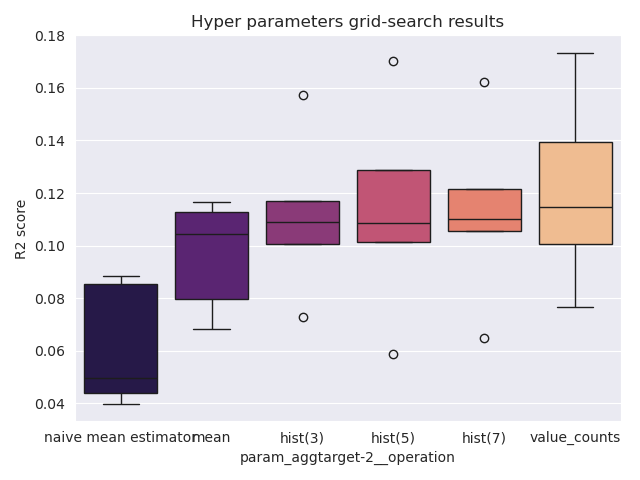 Hyper parameters grid-search results
R2 score
0.18
0.16
0.14
0.12
0.10
0.08
0.06
0.04
naive mean estimator mean hist(3) hist(5) hist(7) value_counts
param_aggtarget-2__operation